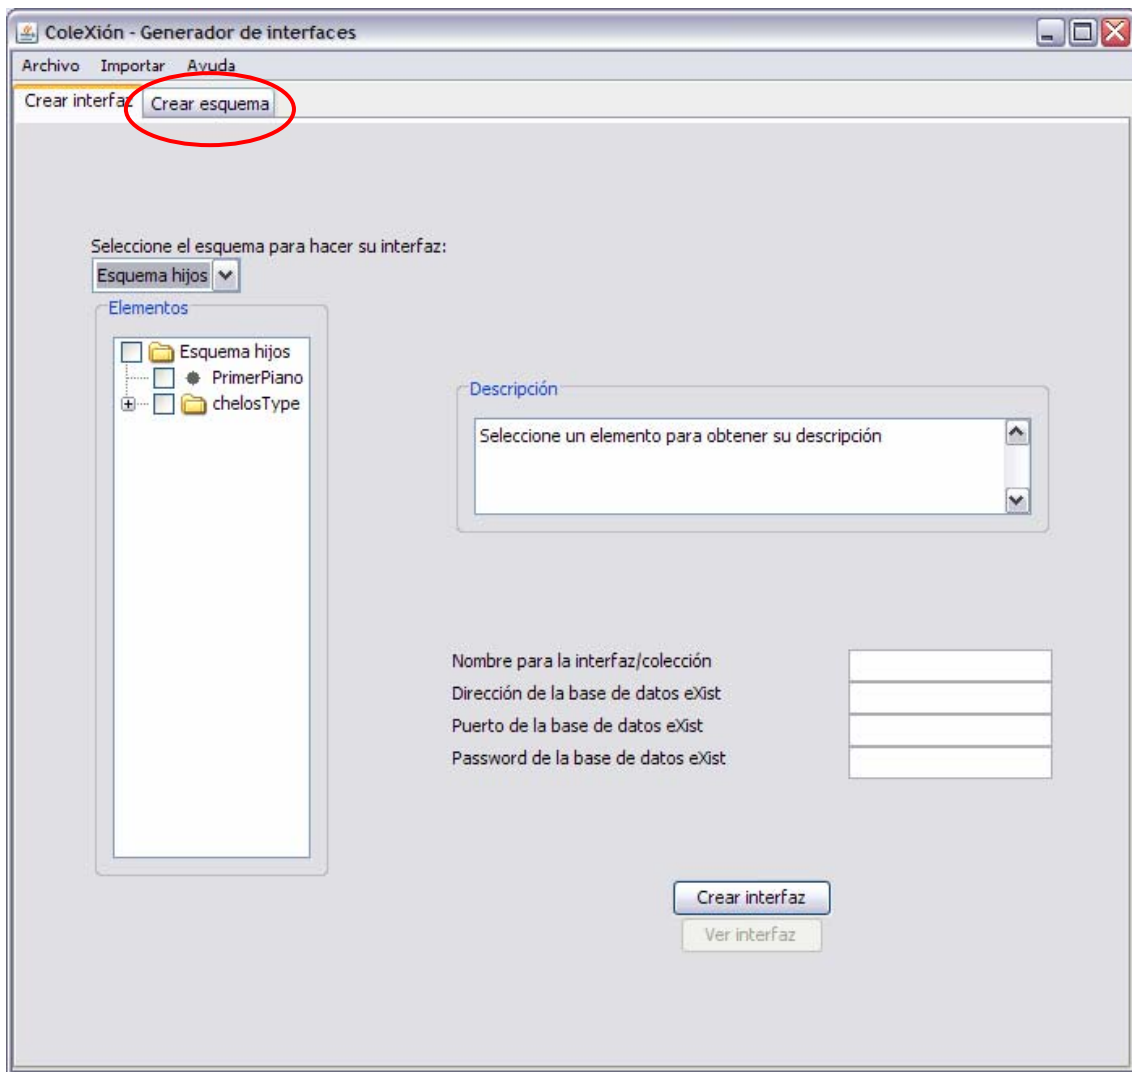 ColeXión - Generador de interfaces
Archivo Importar Ayuda
Crear interfaz Crear esquema
Seleccione el esquema para hacer su interfaz:
Esquema hijos
Elementos
Esquema hijos
PrimerPiano
chelosType
Descripción
Seleccione un elemento para obtener su descripción
Nombre para la interfaz/colección
Dirección de la base de datos eXist
Puerto de la base de datos eXist
Password de la base de datos eXist
Crear interfaz
Ver interfaz